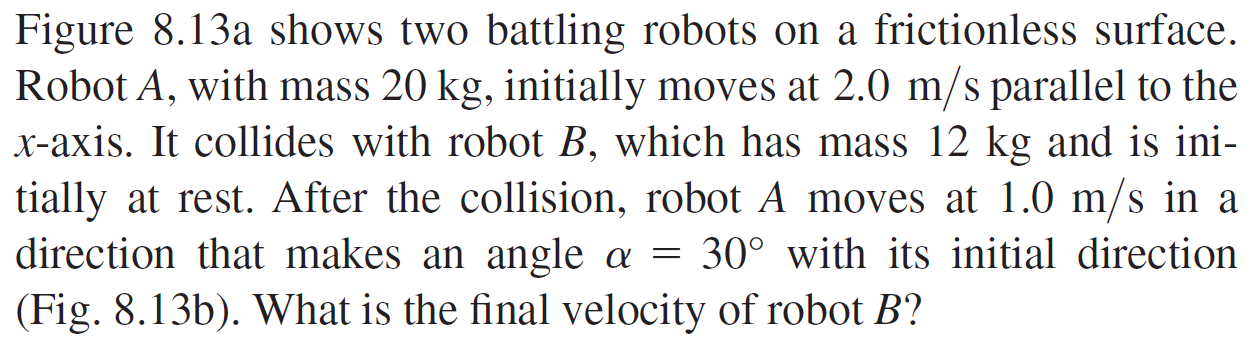 Figure 8.13a shows two battling robots on a frictionless surface.
Robot A, with mass 20 kg, initially moves at 2.0 m/s parallel to the
x-axis. It collides with robot B, which has mass 12 kg and is ini-
tially at rest. After the collision, robot A moves at 1.0 m/s in a
direction that makes an angle α = 30° with its initial direction
(Fig. 8.13b). What is the final velocity of robot B?